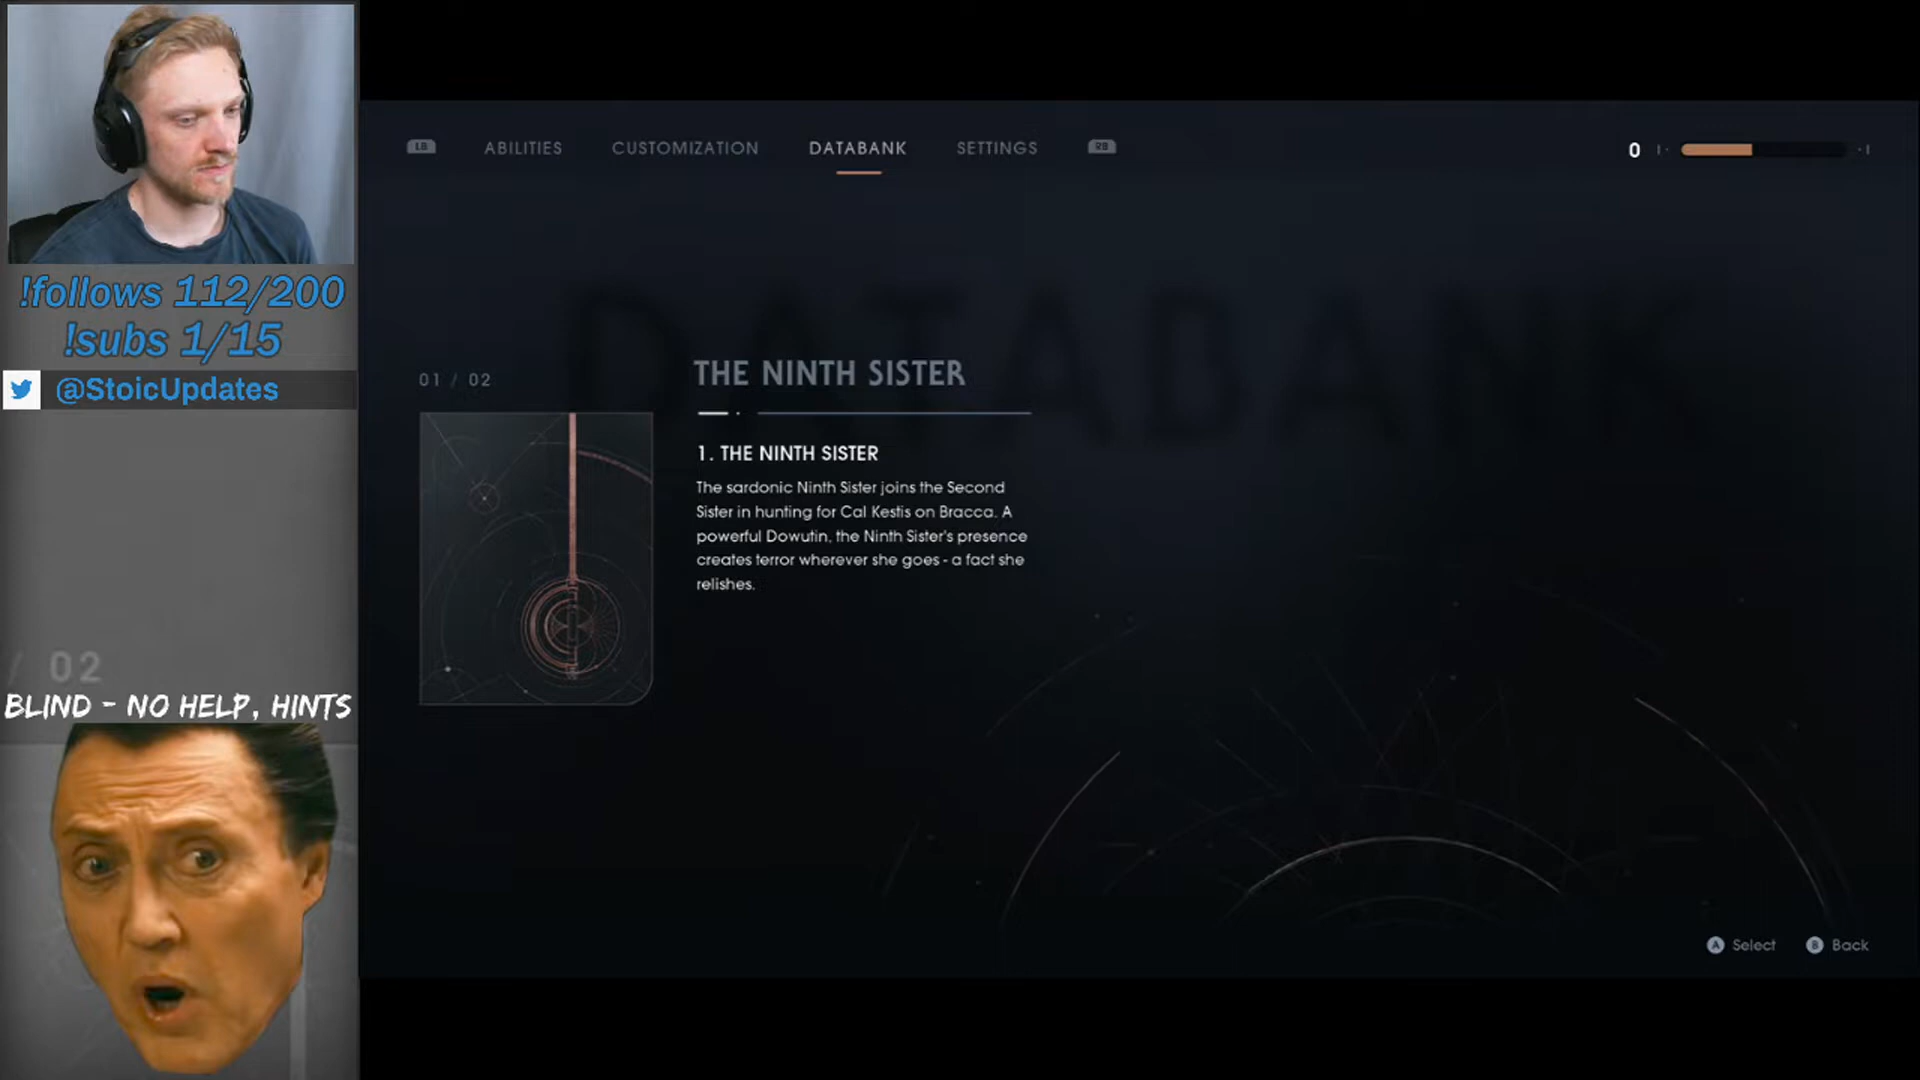 LB ABILITIES CUSTOMIZATION DATABANK SETTINGS RB 0
!follows 112/200
!subs 1/15
@StoicUpdates
DATABANK
01 / 02
THE NINTH SISTER
1. THE NINTH SISTER
The sardonic Ninth Sister joins the Second
Sister in hunting for Cal Kestis on Bracca. A
powerful Dowutin, the Ninth Sister's presence
creates terror wherever she goes - a fact she
relishes.
/ 02
BLIND - NO HELP, HINTS
A Select B Back